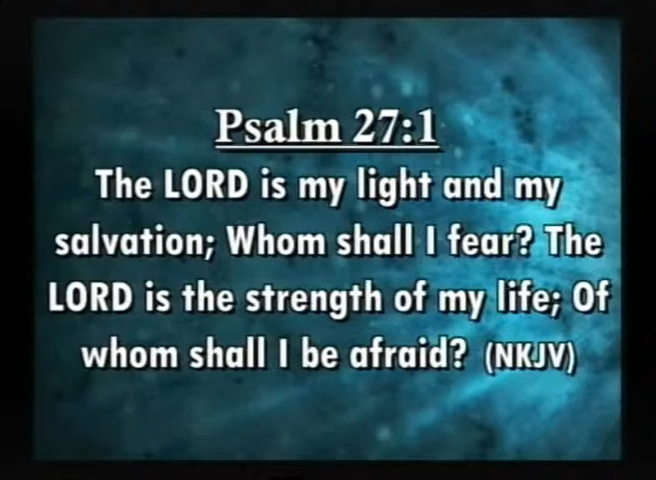 Psalm 27:1
The LORD is my light and my
salvation; Whom shall I fear? The
LORD is the strength of my life; Of
whom shall I be afraid? (NKJV)